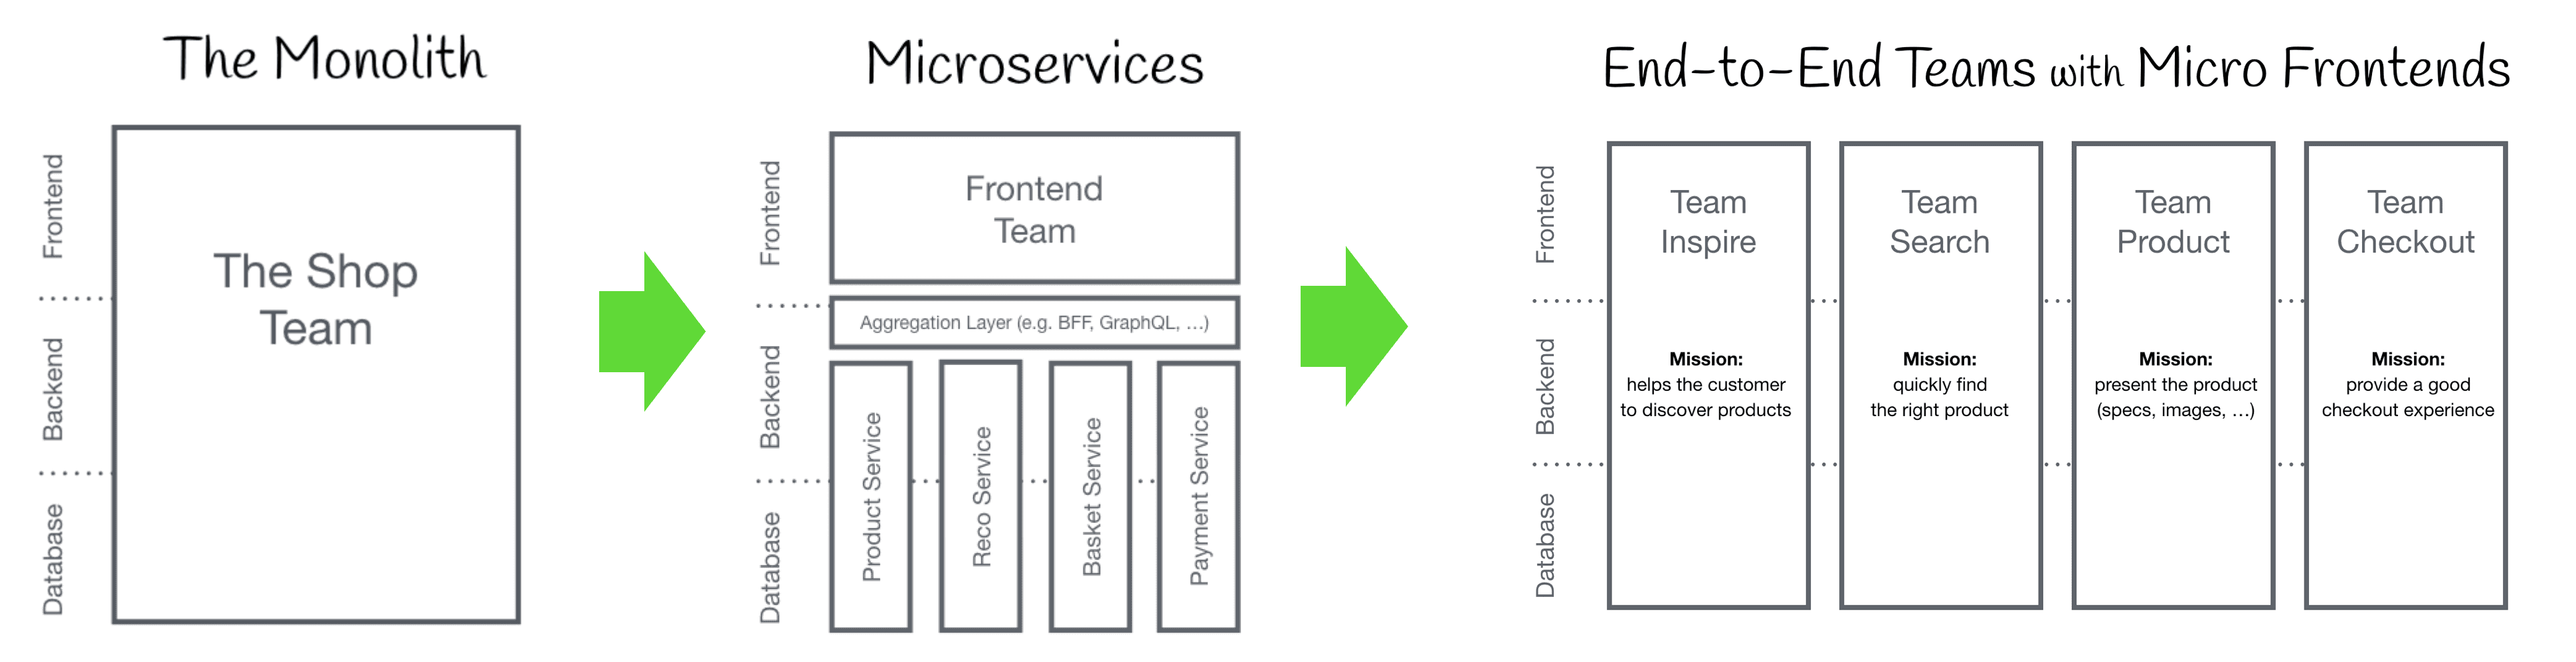 The Monolith
Frontend
Backend
Database
The Shop
Team
Microservices
Frontend
Backend
Database
Frontend
Team
Aggregation Layer (e.g. BFF, GraphQL, ...)
Product Service
Reco Service
Basket Service
Payment Service
End-to-End Teams with Micro Frontends
Frontend
Backend
Database
Team
Inspire
Mission:
helps the customer
to discover products
Team
Search
Mission:
quickly find
the right product
Team
Product
Mission:
present the product
(specs, images, ...)
Team
Checkout
Mission:
provide a good
checkout experience